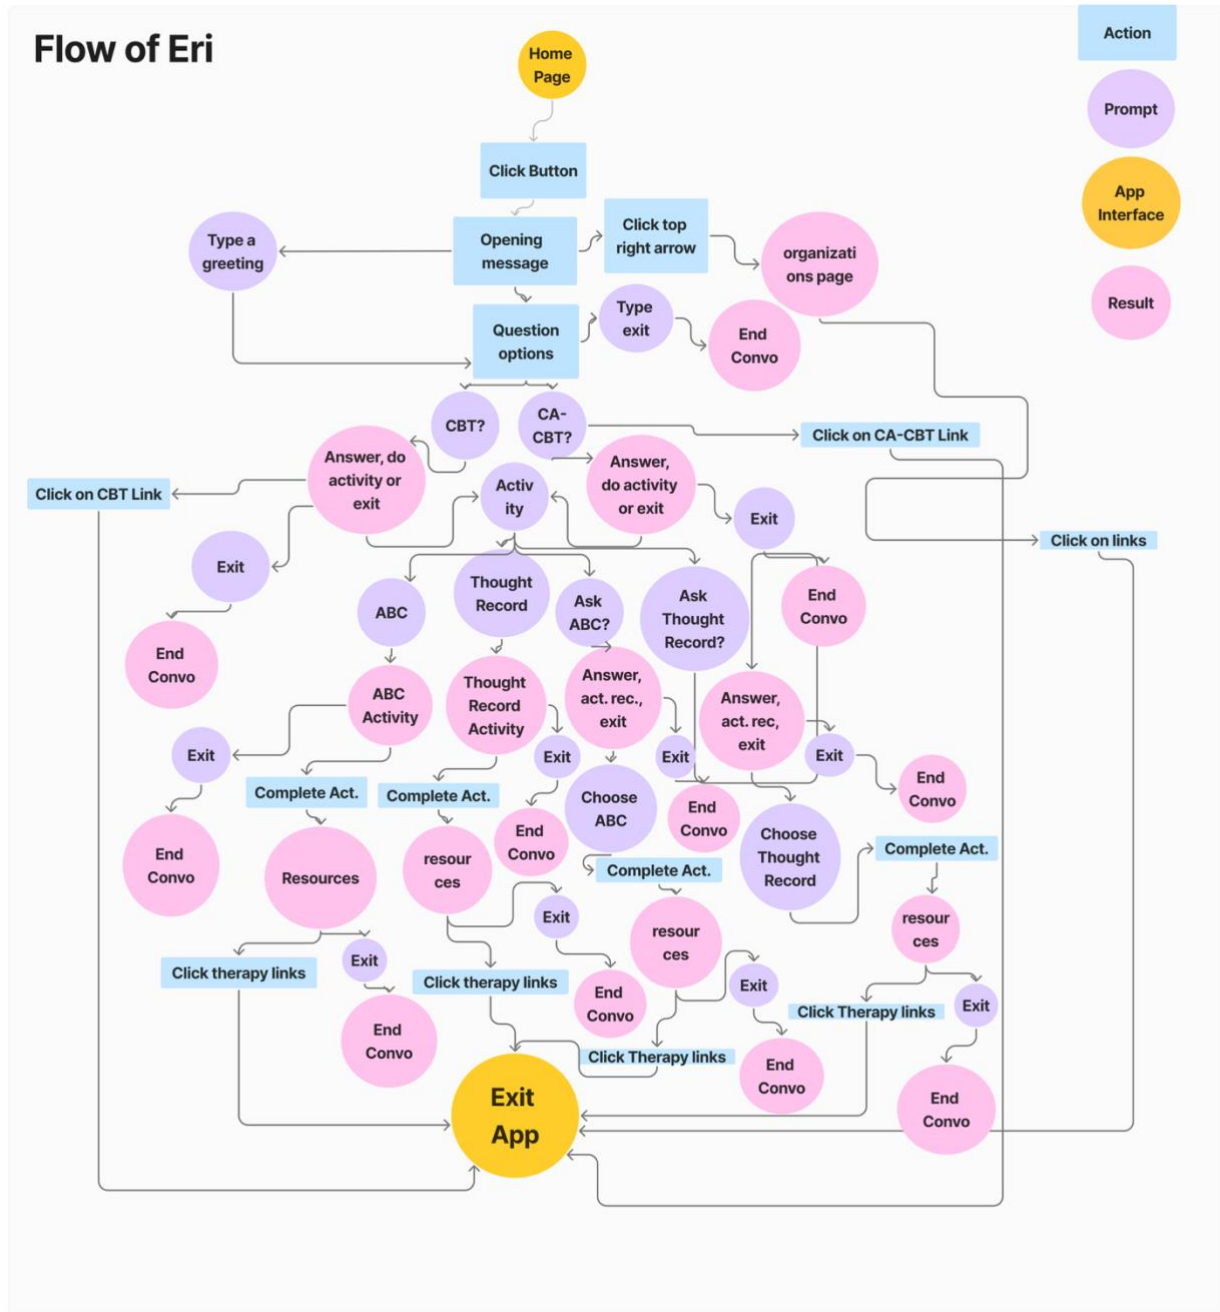 Flow of Eri
Home
Page
Action
Prompt
App
Interface
Result
Click Button
Click top
right arrow
Type a
greeting
Opening
message
organizati
ons page
Type
exit
Question
options
End
Convo
CBT?
CA-
CBT?
Click on CA-CBT Link
Answer, do
activity or
exit
Answer,
do activity
or exit
Click on CBT Link
Activ
ity
Exit
Click on links
Exit
Thought
Record
Ask
ABC?
Ask
Thought
Record?
End
Convo
ABC
End
Convo
ABC
Activity
Thought
Record
Activity
Answer,
act. rec.,
exit
Answer,
act. rec,
exit
Exit
Exit
Exit
Exit
End
Convo
Complete Act.
Complete Act.
Choose
ABC
End
Convo
End
Convo
Choose
Thought
Record
Complete Act.
End
Convo
Resources
resour
ces
Complete Act.
Exit
resour
ces
resour
ces
Click therapy links
Exit
Click therapy links
End
Convo
Exit
Click Therapy links
Exit
End
Convo
Click Therapy links
End
Convo
End
Convo
Exit
App